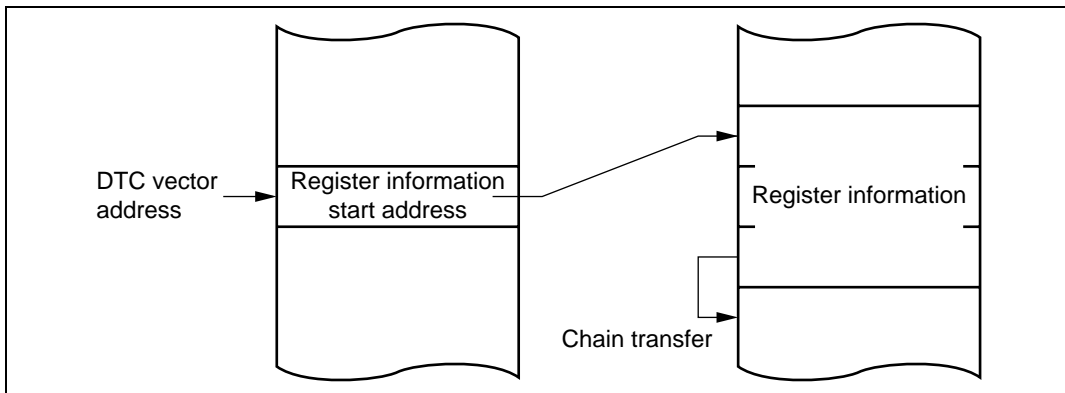 DTC vector
address
Register information
start address
Register information
Chain transfer